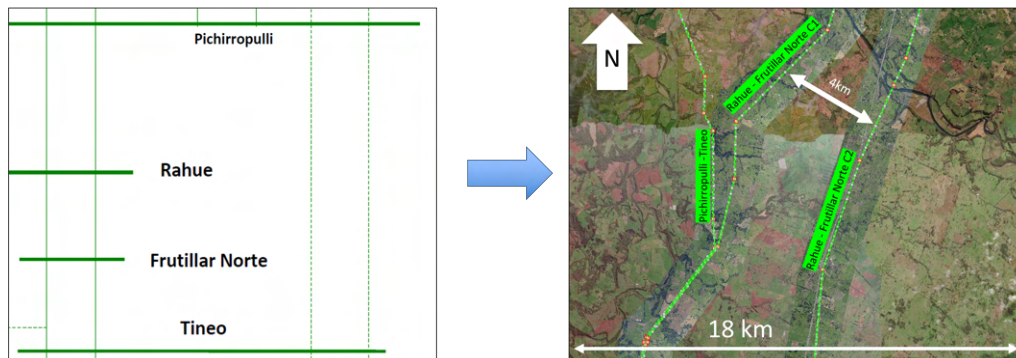 Pichirropulli
Rahue
Frutillar Norte
Tineo
N
Rahue - Frutillar Norte C1
4km
Pichirropulli -Tineo
Rahue - Frutillar Norte C2
18 km